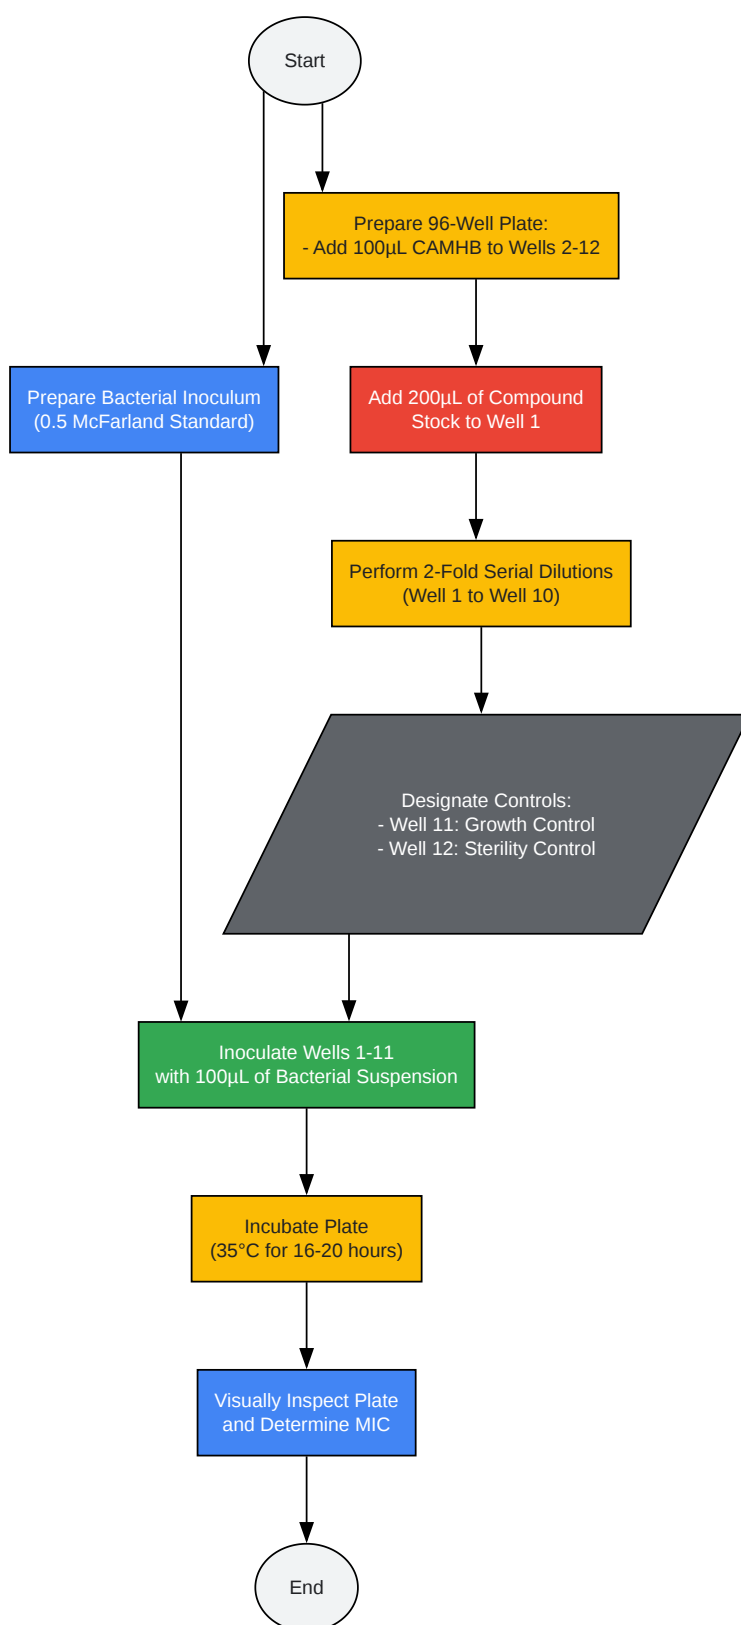 Start
Prepare 96-Well Plate:
- Add 100µL CAMHB to Wells 2-12
Prepare Bacterial Inoculum
(0.5 McFarland Standard)
Add 200µL of Compound
Stock to Well 1
Perform 2-Fold Serial Dilutions
(Well 1 to Well 10)
Designate Controls:
- Well 11: Growth Control
- Well 12: Sterility Control
Inoculate Wells 1-11
with 100µL of Bacterial Suspension
Incubate Plate
(35°C for 16-20 hours)
Visually Inspect Plate
and Determine MIC
End